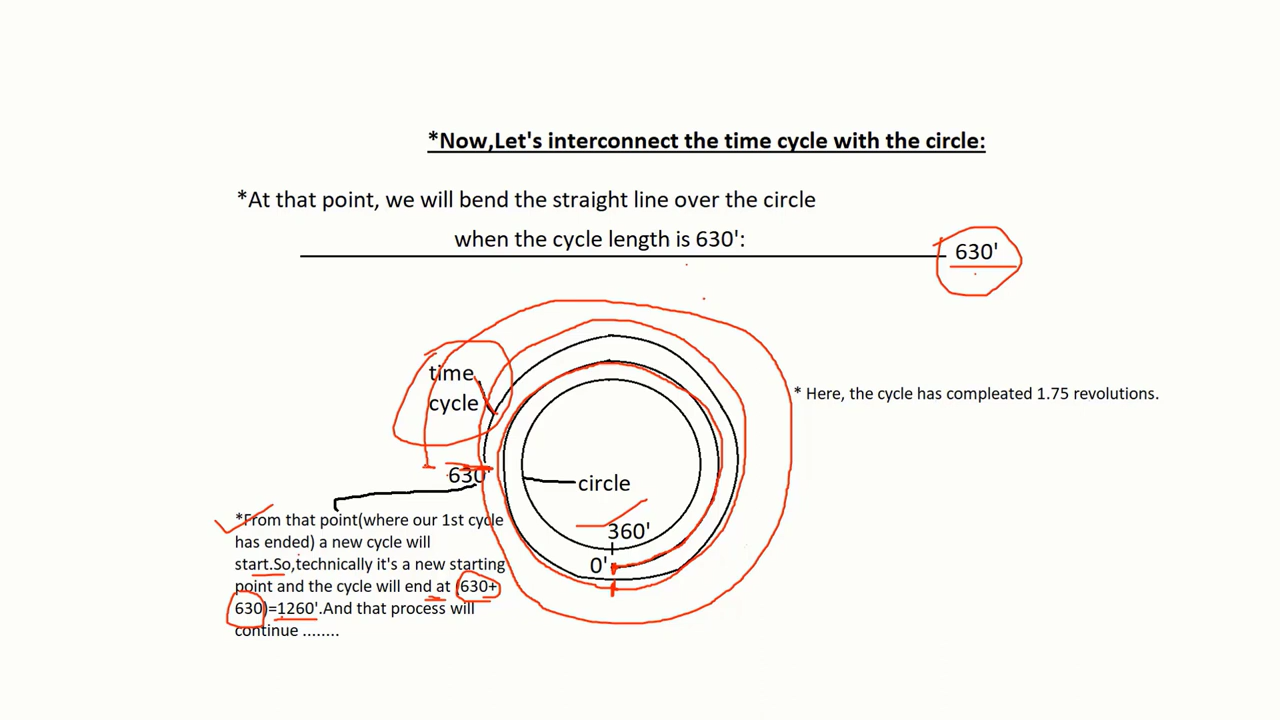 *Now,Let's interconnect the time cycle with the circle:
*At that point, we will bend the straight line over the circle
when the cycle length is 630':
630'
time
cycle
* Here, the cycle has compleated 1.75 revolutions.
630'
circle
360'
0'
*From that point(where our 1st cycle
has ended) a new cycle will
start.So,technically it's a new starting
point and the cycle will end at (630+
630)=1260'.And that process will
continue ........